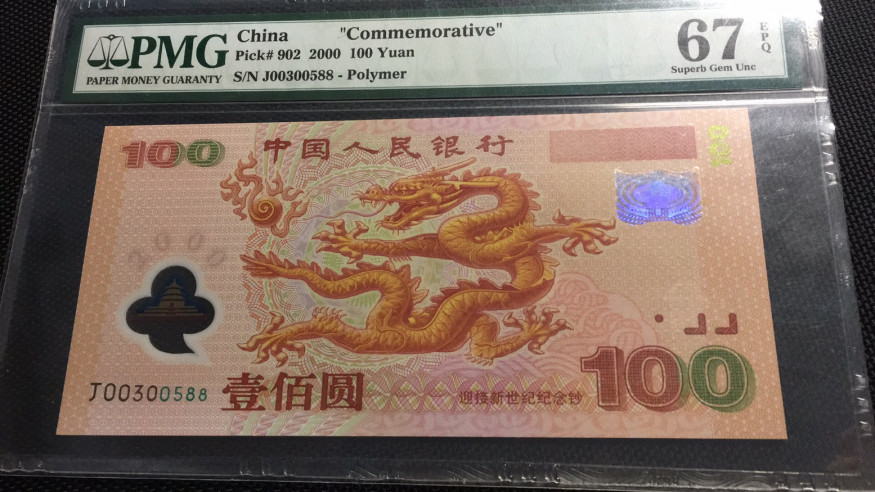 PMG
PAPER MONEY GUARANTY
China "Commemorative"
Pick# 902 2000 100 Yuan
S/N J00300588 - Polymer
67
EPQ
Superb Gem Unc
100
中国人民银行
2000
J00300588
壹佰圆
迎接新世纪纪念钞
100